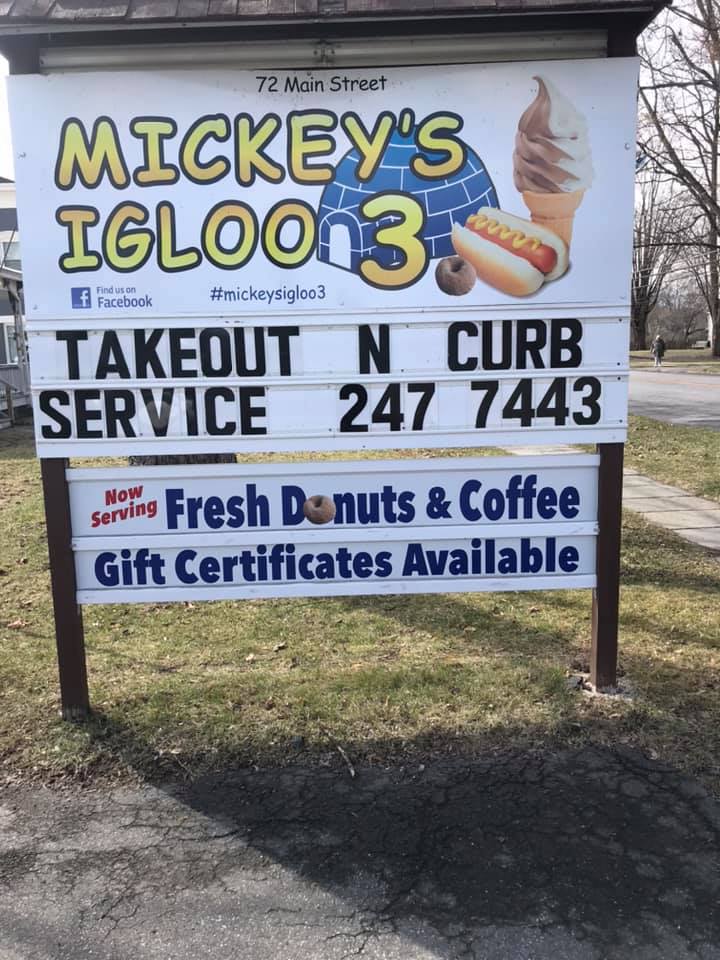 72 Main Street
MICKEY'S
IGLOO 3
f Find us on
Facebook
#mickeysigloo3
TAKEOUT N CURB
SERVICE 247 7443
Now
Serving Fresh Donuts & Coffee
Gift Certificates Available